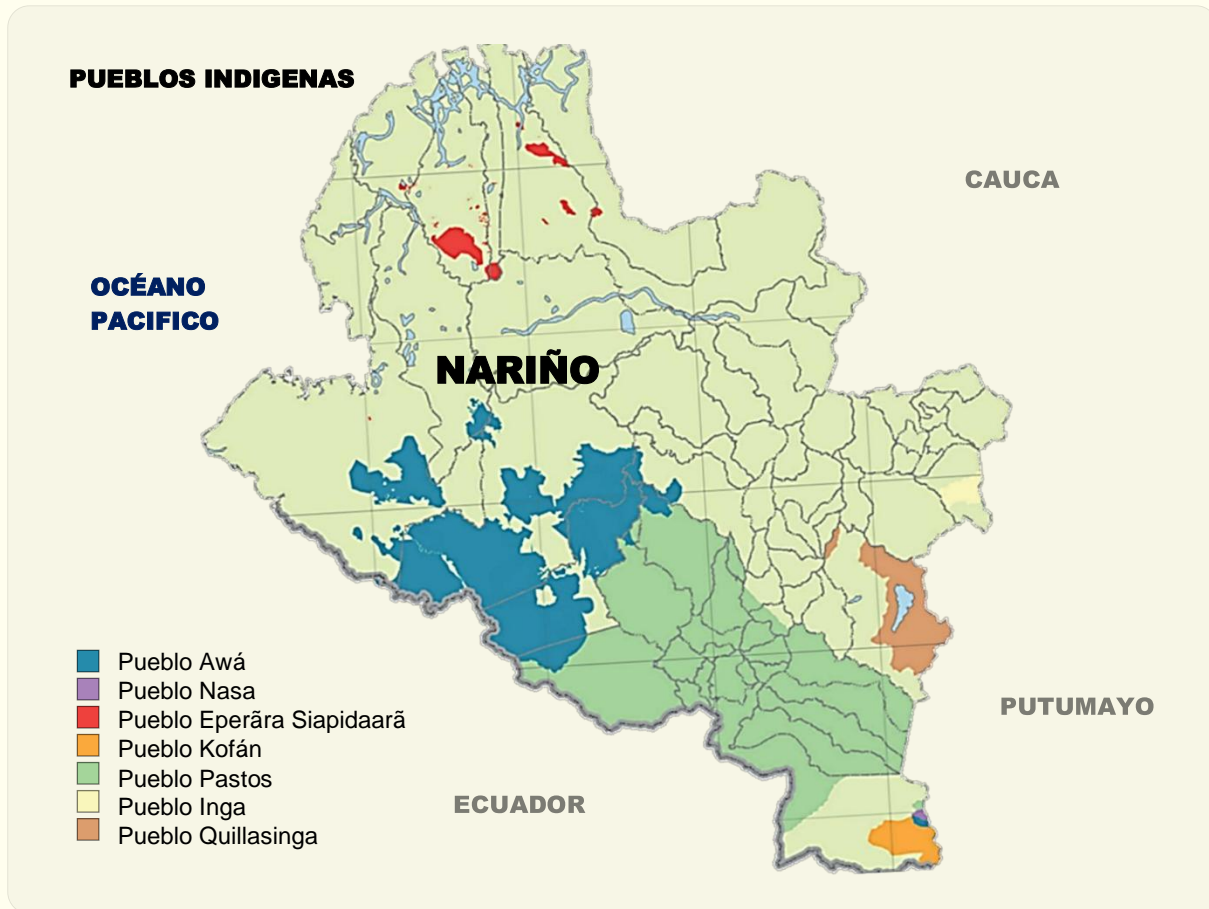 PUEBLOS INDIGENAS
CAUCA
OCÉANO
PACIFICO
NARIÑO
Pueblo Awá
Pueblo Nasa
Pueblo Eperãra Siapidaarã
Pueblo Kofán
Pueblo Pastos
Pueblo Inga
Pueblo Quillasinga
PUTUMAYO
ECUADOR